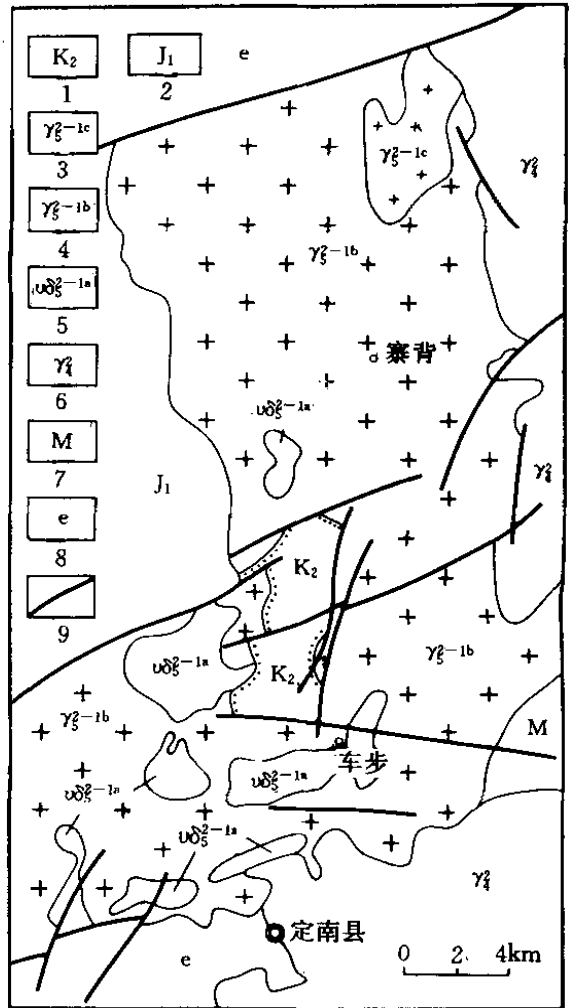 K₂
J₁
e
1
2
γ₅²⁻¹ᶜ
3
γ₅²⁻¹ᵇ
4
υδ₅²⁻¹ᵃ
5
γ₄²
6
M
7
e
8
9
γ₅²⁻¹ᶜ
γ₄²
γ₅²⁻¹ᵇ
寨背
υδ₅²⁻¹ᵃ
J₁
γ₄²
K₂
υδ₅²⁻¹ᵃ
K₂
γ₅²⁻¹ᵇ
γ₅²⁻¹ᵇ
M
车步
υδ₅²⁻¹ᵃ
υδ₅²⁻¹ᵃ
υδ₅²⁻¹ᵃ
γ₄²
定南县
e
0 2 4km